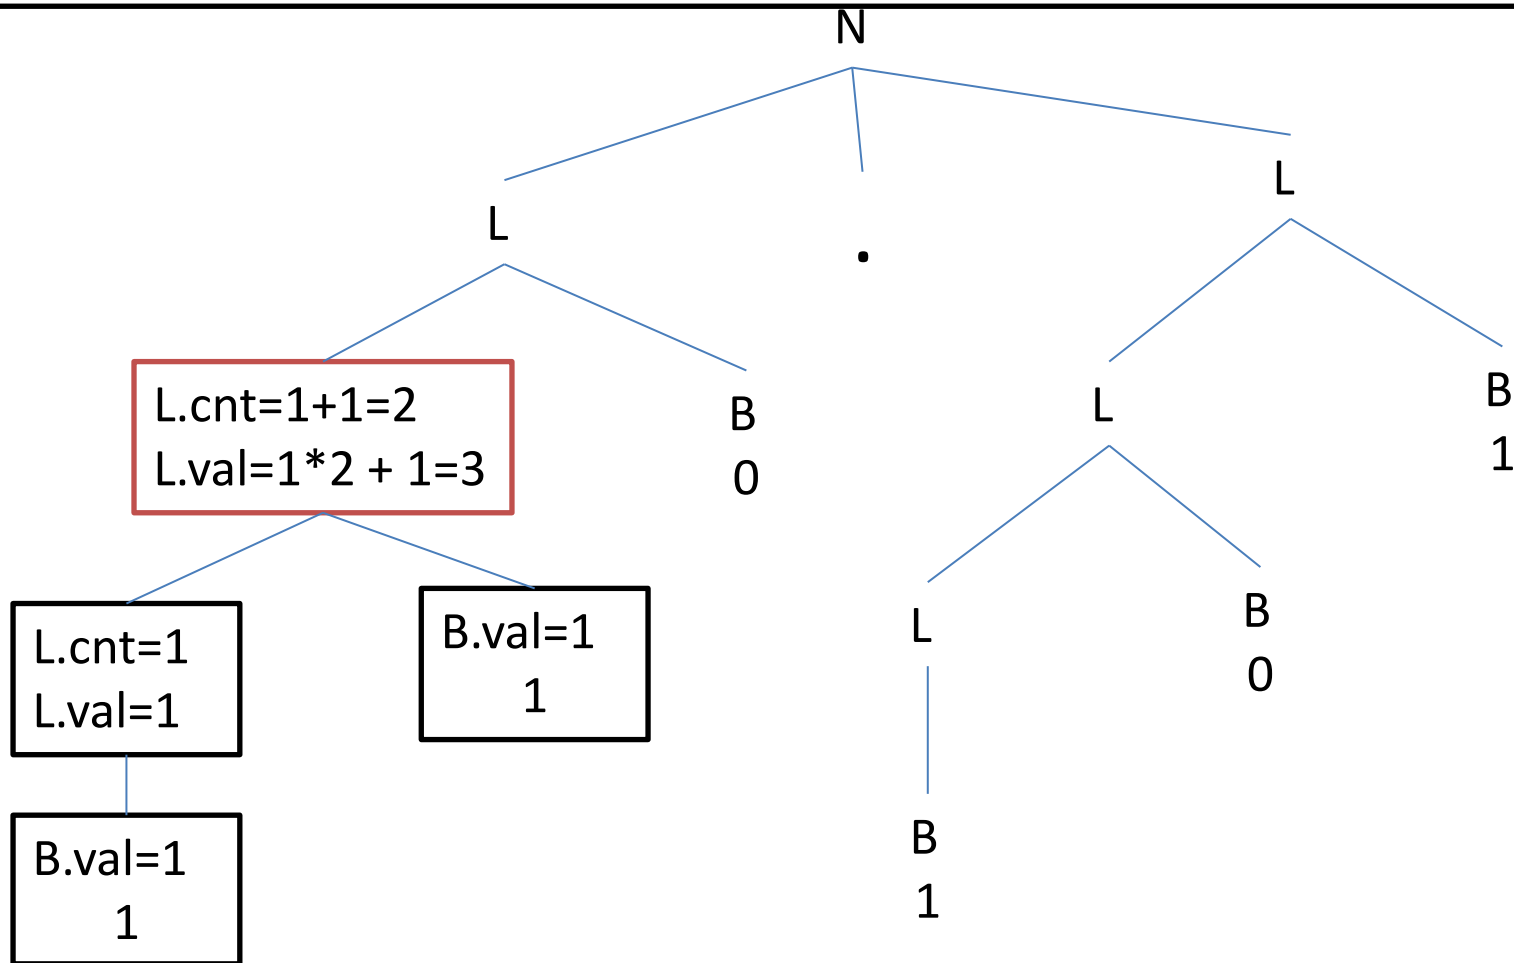 N
L
.
L
L.cnt=1+1=2
L.val=1*2 + 1=3
B
0
L
B
1
L.cnt=1
L.val=1
B.val=1
1
L
B
0
B.val=1
1
B
1